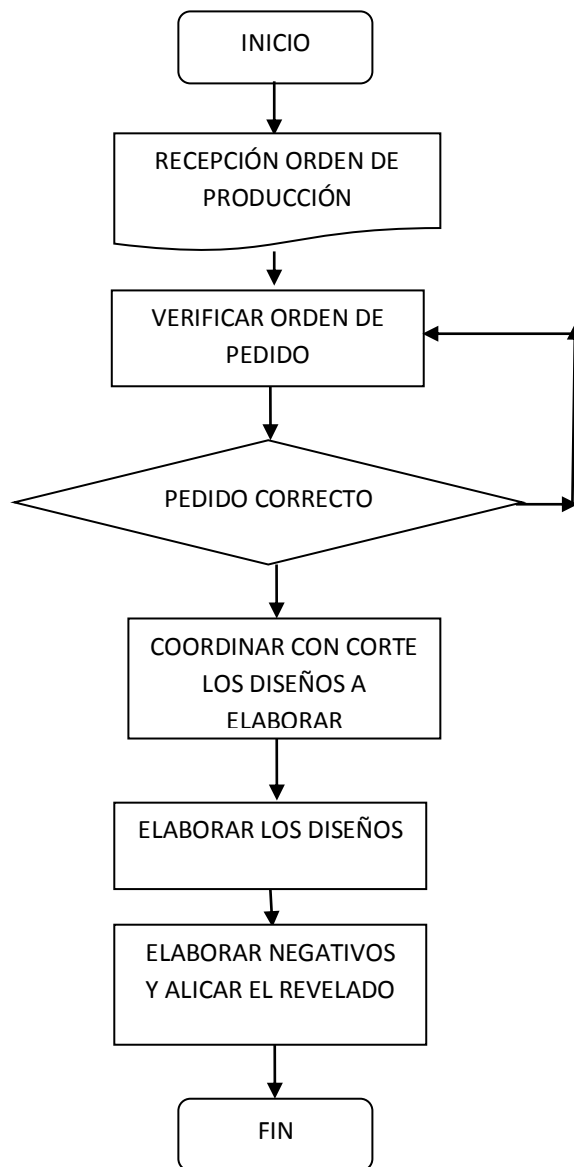 INICIO
RECEPCIÓN ORDEN DE
PRODUCCIÓN
VERIFICAR ORDEN DE
PEDIDO
PEDIDO CORRECTO
COORDINAR CON CORTE
LOS DISEÑOS A
ELABORAR
ELABORAR LOS DISEÑOS
ELABORAR NEGATIVOS
Y ALICAR EL REVELADO
FIN